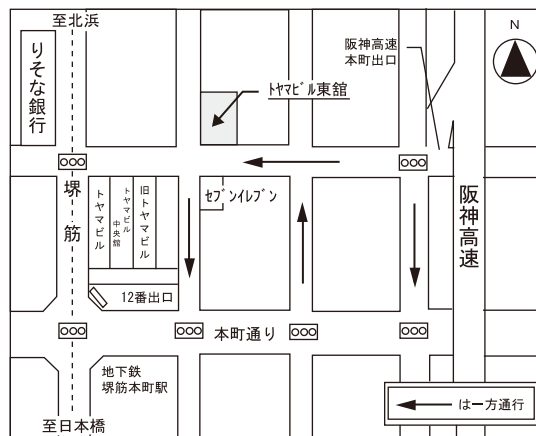 至北浜
りそな銀行
阪神高速
本町出口
N
トヤマビル東舘
堺筋
トヤマビル
トヤマビル
中央舘
旧トヤマビル
セブンイレブン
阪神高速
12番出口
本町通り
地下鉄
堺筋本町駅
は一方通行
至日本橋